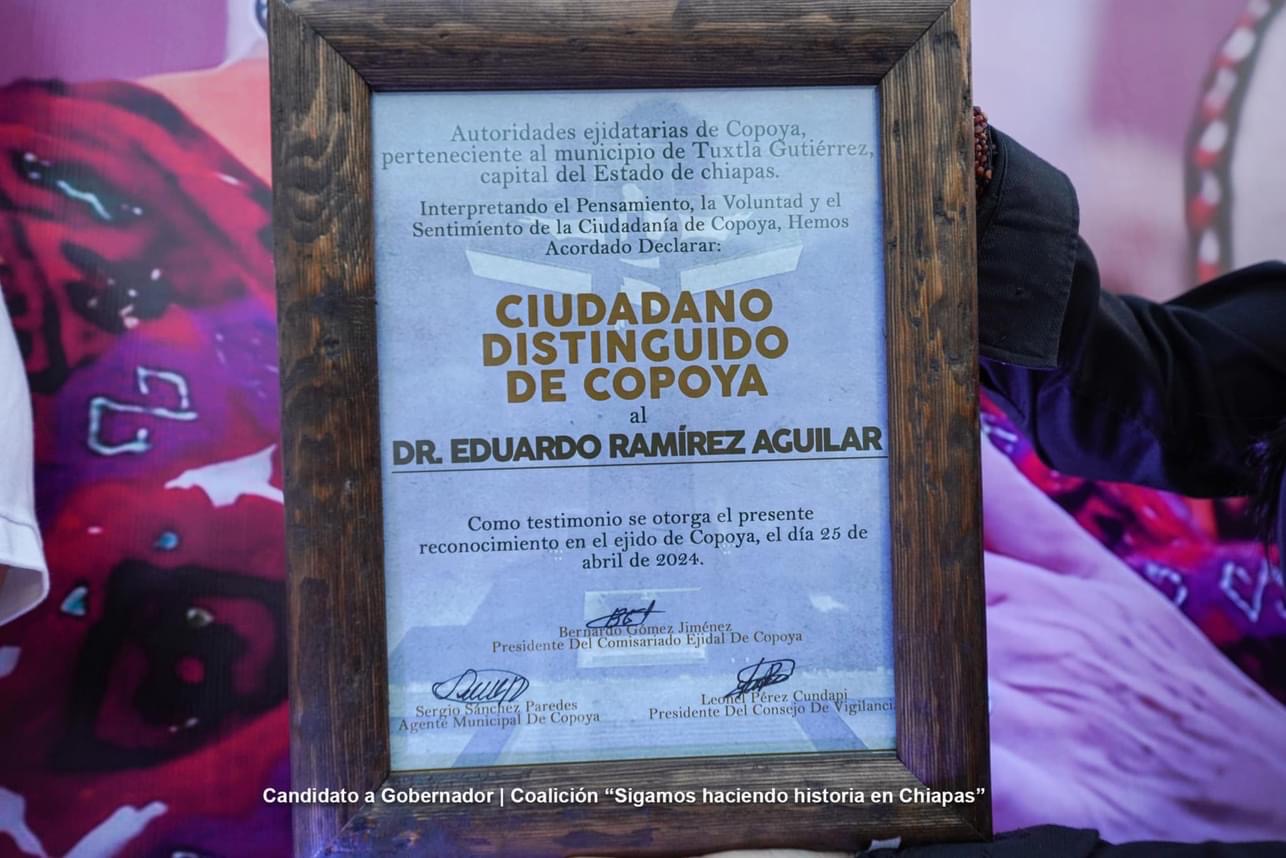 Autoridades ejidatarias de Copoya,
perteneciente al municipio de Tuxtla Gutiérrez,
capital del Estado de chiapas.
Interpretando el Pensamiento, la Voluntad y el
Sentimiento de la Ciudadanía de Copoya, Hemos
Acordado Declarar:
CIUDADANO
DISTINGUIDO
DE COPOYA
al
DR. EDUARDO RAMÍREZ AGUILAR
Como testimonio se otorga el presente
reconocimiento en el ejido de Copoya, el día 25 de
abril de 2024.
Bernardo Gómez Jiménez
Presidente Del Comisariado Ejidal De Copoya
Sergio Sánchez Paredes
Agente Municipal De Copoya
Leonel Pérez Cundapi
Presidente Del Consejo De Vigilanci
Candidato a Gobernador | Coalición “Sigamos haciendo historia en Chiapas”